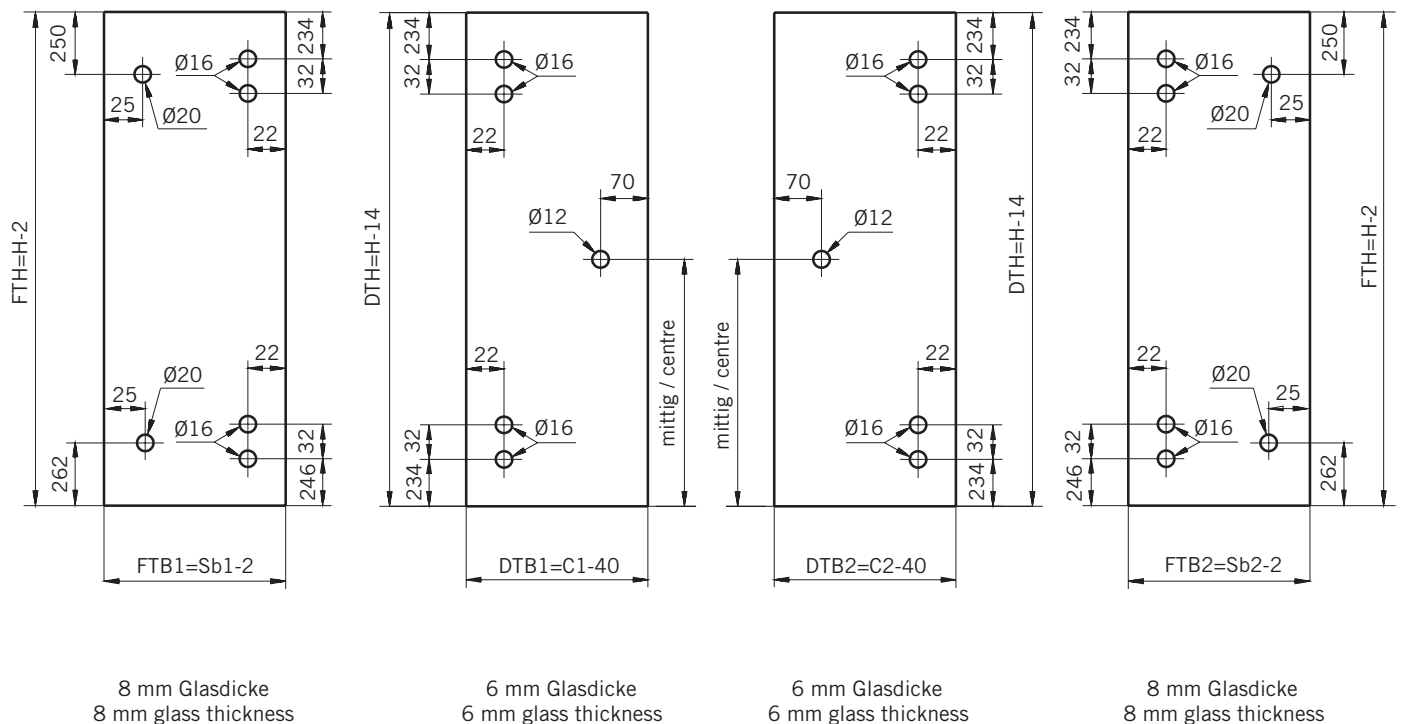 250
Ø16
234
32
25
Ø20
22
FTH=H-2
22
Ø20
25
Ø16
32
262
246
FTB1=Sb1-2
8 mm Glasdicke
8 mm glass thickness
234
32
Ø16
22
70
Ø12
DTH=H-14
mittig / centre
22
32
Ø16
234
DTB1=C1-40
6 mm Glasdicke
6 mm glass thickness
234
32
Ø16
22
70
Ø12
DTH=H-14
mittig / centre
22
32
Ø16
234
DTB2=C2-40
6 mm Glasdicke
6 mm glass thickness
234
32
Ø16
250
Ø20
25
22
FTH=H-2
22
Ø20
25
32
Ø16
246
262
FTB2=Sb2-2
8 mm Glasdicke
8 mm glass thickness